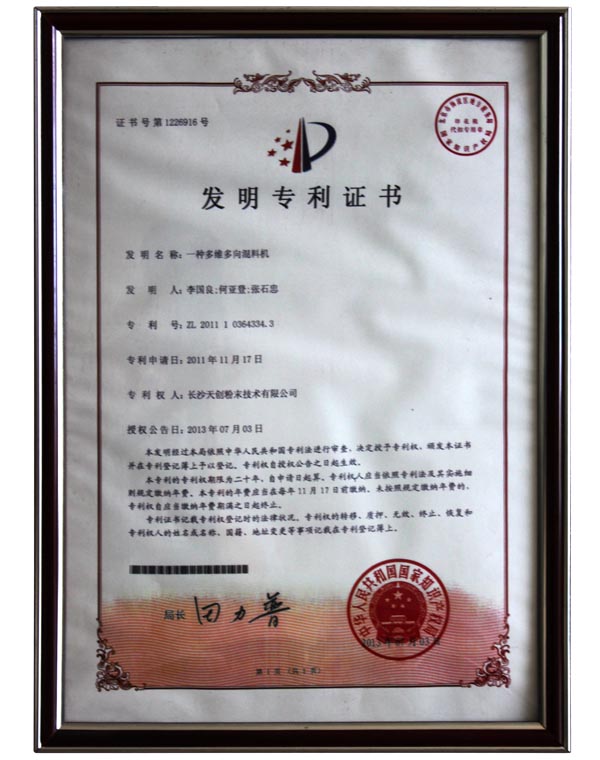 证书号第1226916号
发明专利证书
发明名称：一种多维多向混料机
发明人：李国良;何亚登;张石忠
专利号：ZL 2011 1 0364334.3
专利申请日：2011年11月17日
专利权人：长沙天创粉末技术有限公司
授权公告日：2013年07月03日
本发明经过本局依照中华人民共和国专利法进行审查，决定授予专利权，颁发本证书
并在专利登记簿上予以登记。专利权自授权公告之日起生效。
本专利的专利权期限为二十年，自申请日起算。专利权人应当依照专利法及其实施细
则规定缴纳年费。本专利的年费应当在每年11月17日前缴纳。未按照规定缴纳年费的，
专利权自应当缴纳年费期满之日起终止。
专利证书记载专利权登记时的法律状况。专利权的转移、质押、无效、终止、恢复和
专利权人的姓名或名称、国籍、地址变更等事项记载在专利登记簿上。
局长 田力普
中华人民共和国国家知识产权局
2013年07月03日
第1页（共1页）